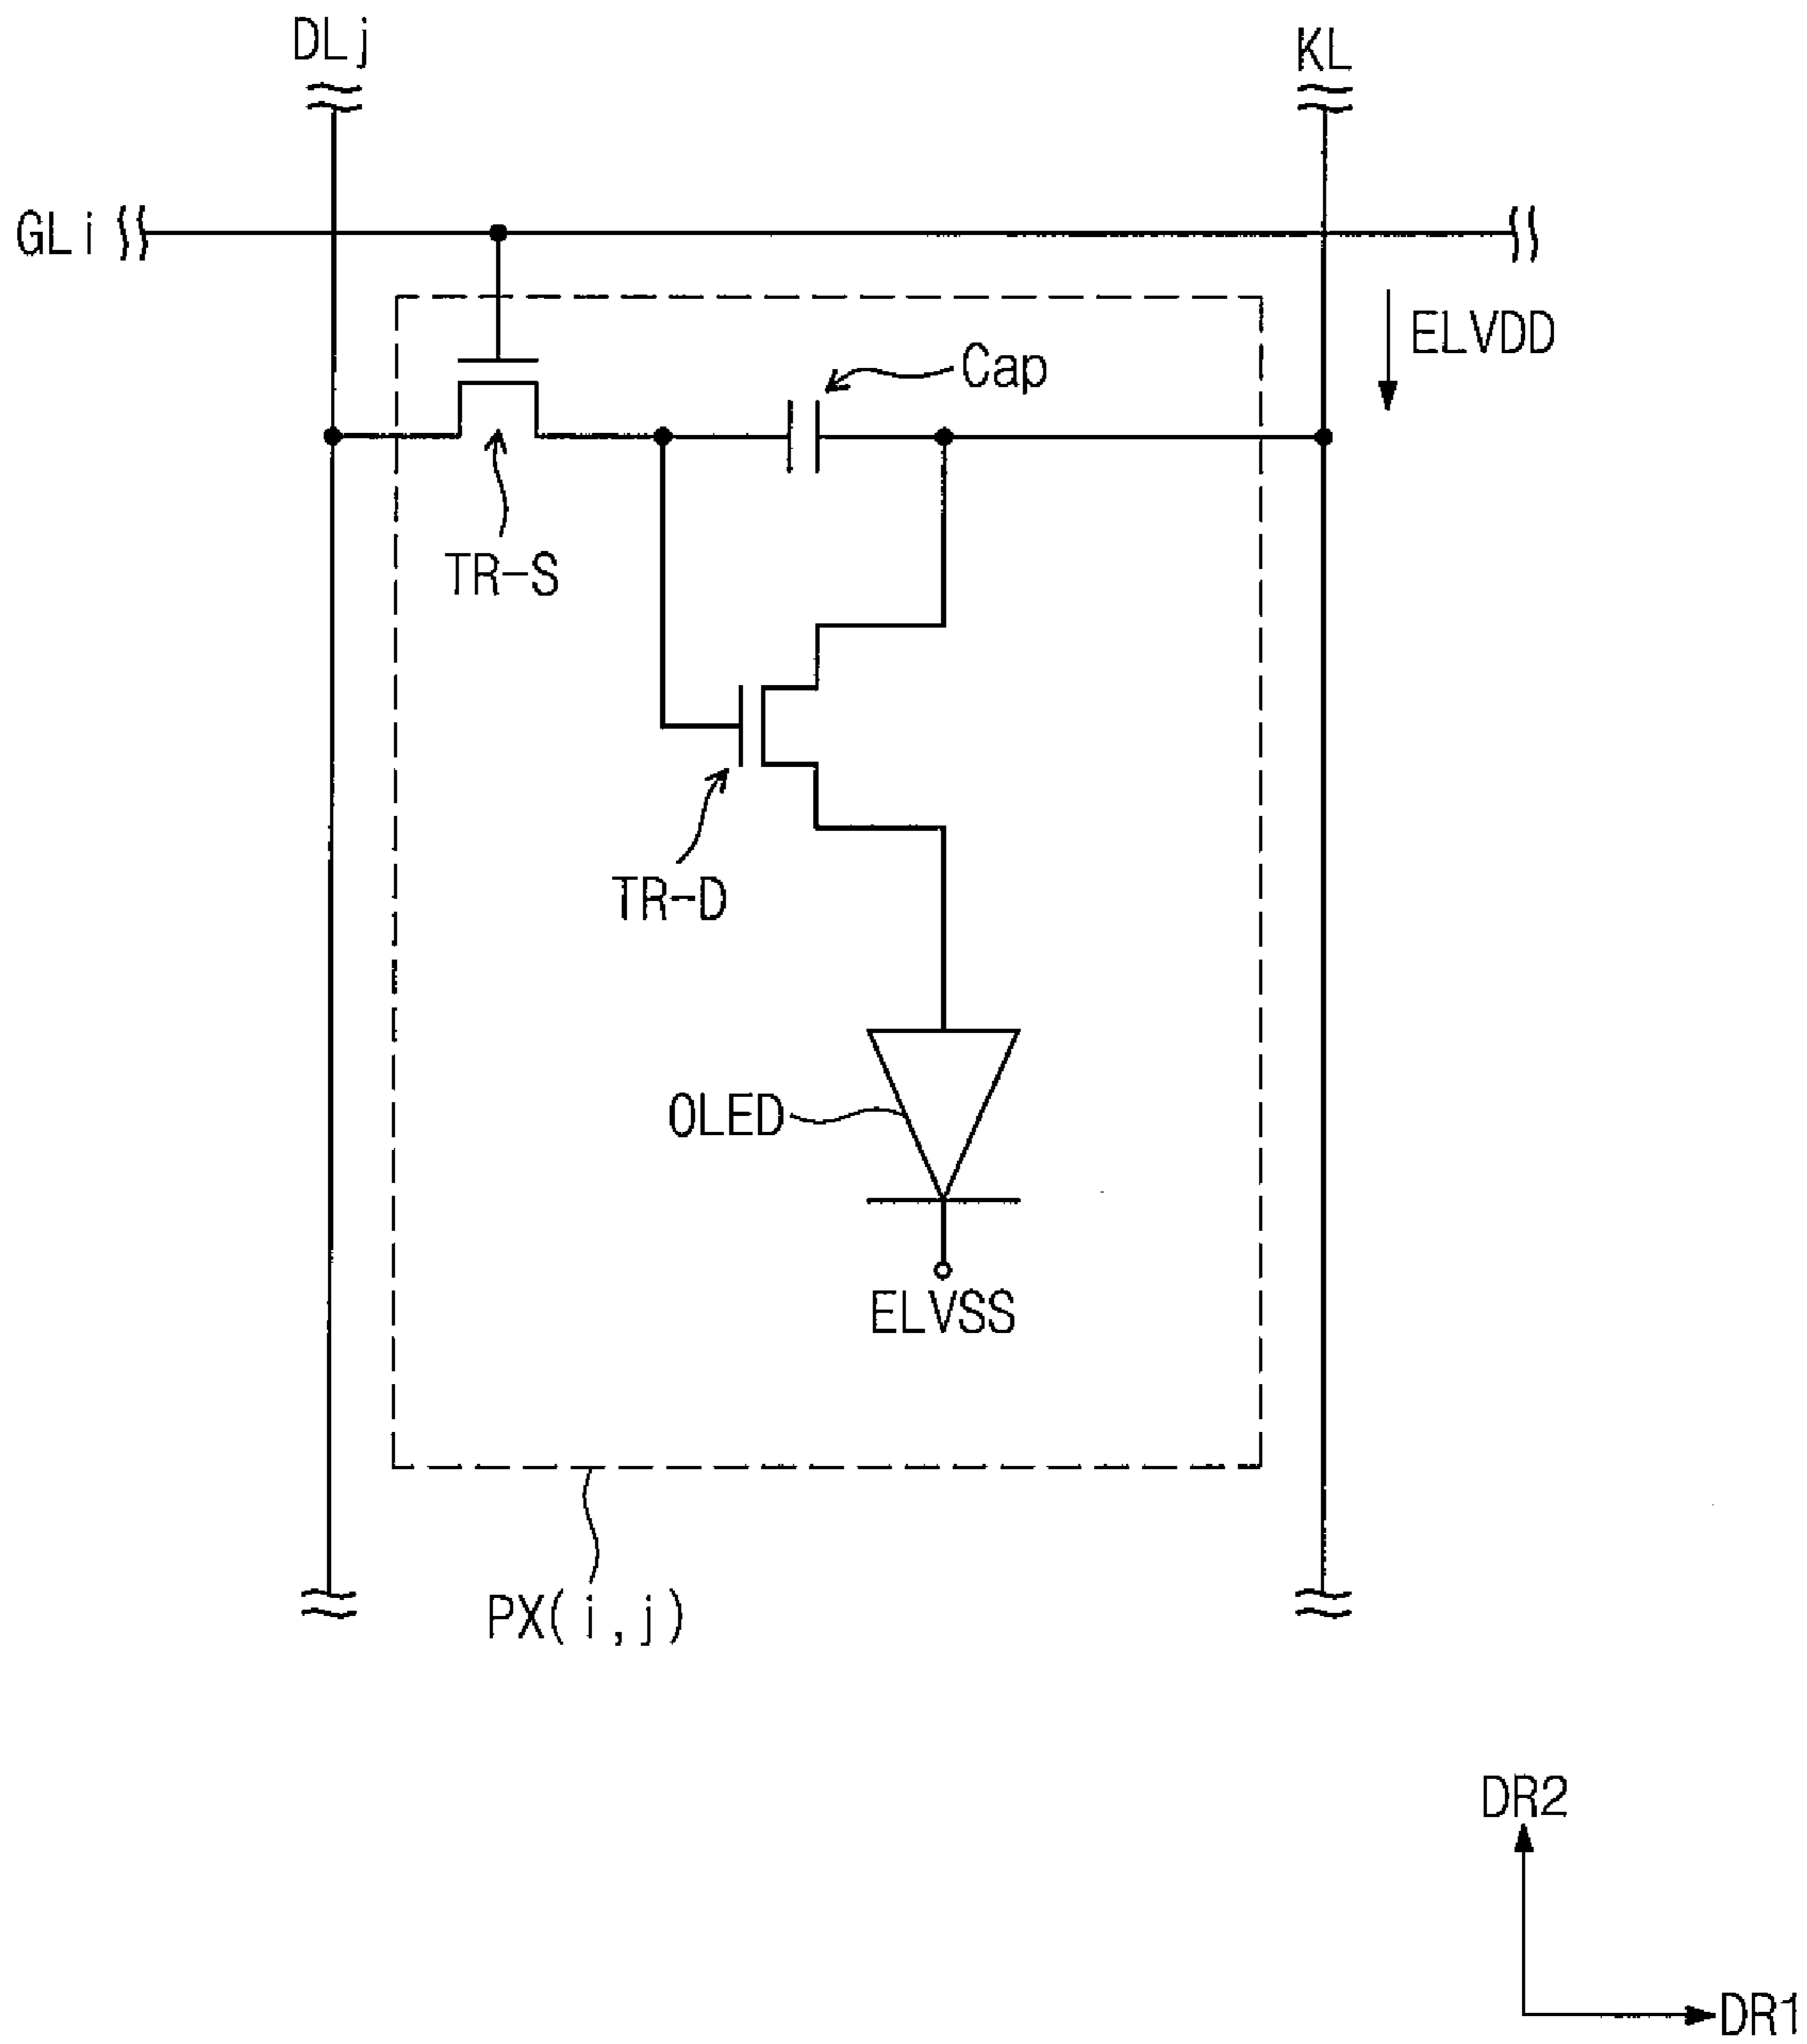 DLj
KL
GLi
ELVDD
Cap
TR-S
TR-D
OLED
ELVSS
PX(i,j)
DR2
DR1